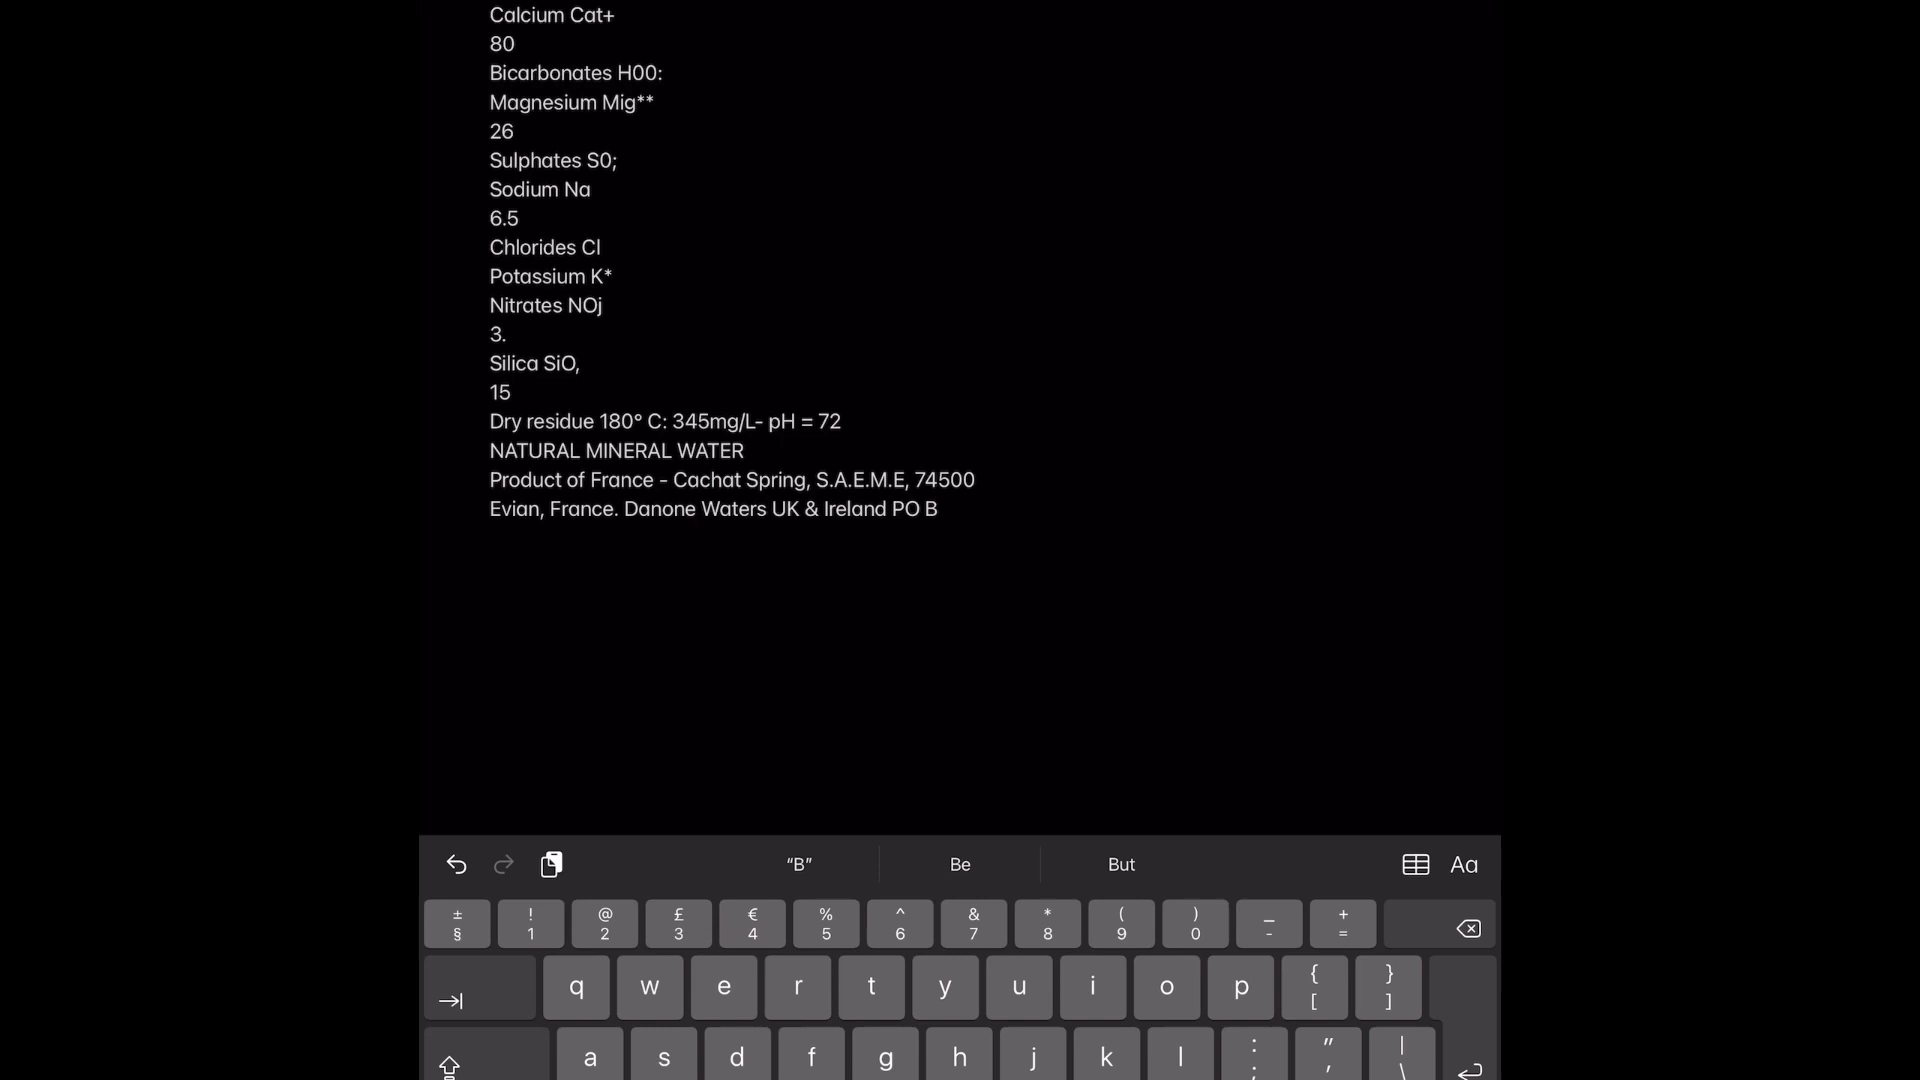 Calcium Cat+
80
Bicarbonates H00:
Magnesium Mig**
26
Sulphates S0;
Sodium Na
6.5
Chlorides Cl
Potassium K*
Nitrates NOj
3.
Silica SiO,
15
Dry residue 180° C: 345mg/L- pH = 72
NATURAL MINERAL WATER
Product of France - Cachat Spring, S.A.E.M.E, 74500
Evian, France. Danone Waters UK & Ireland PO B
“B” Be But Aa
± ! @ £ € % ^ & * ( ) _ +
§ 1 2 3 4 5 6 7 8 9 0 - =
q w e r t y u i o p { }
[ ]
a s d f g h j k l : " |
; ' \